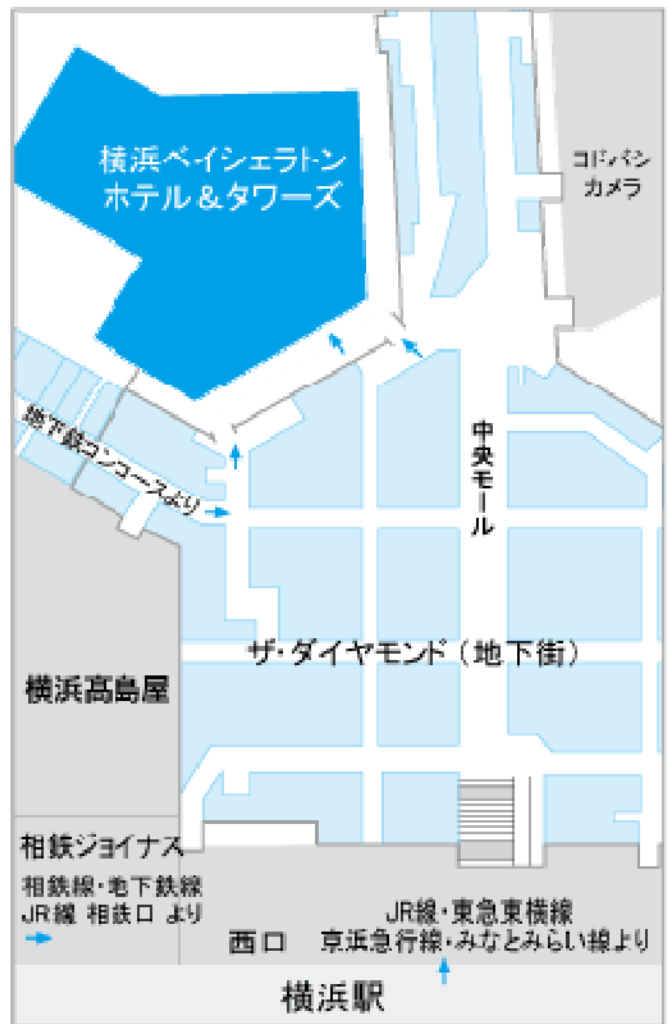 横浜ベイシェラトン
ホテル＆タワーズ
ヨドバシ
カメラ
地下鉄コンコースより
中央モール
ザ・ダイヤモンド（地下街）
横浜髙島屋
相鉄ジョイナス
相鉄線・地下鉄線
JR線 相鉄口 より
西口
JR線・東急東横線
京浜急行線・みなとみらい線より
横浜駅